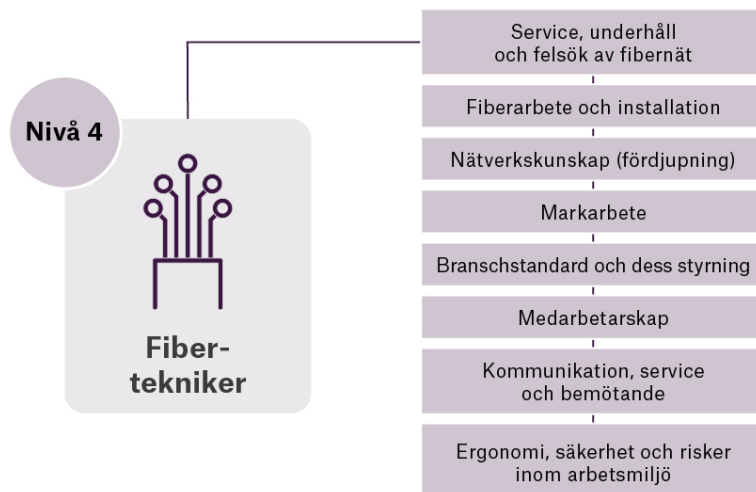 Nivå 4
Fiber-
tekniker
Service, underhåll
och felsök av fibernät
Fiberarbete och installation
Nätverkskunskap (fördjupning)
Markarbete
Branschstandard och dess styrning
Medarbetarskap
Kommunikation, service
och bemötande
Ergonomi, säkerhet och risker
inom arbetsmiljö